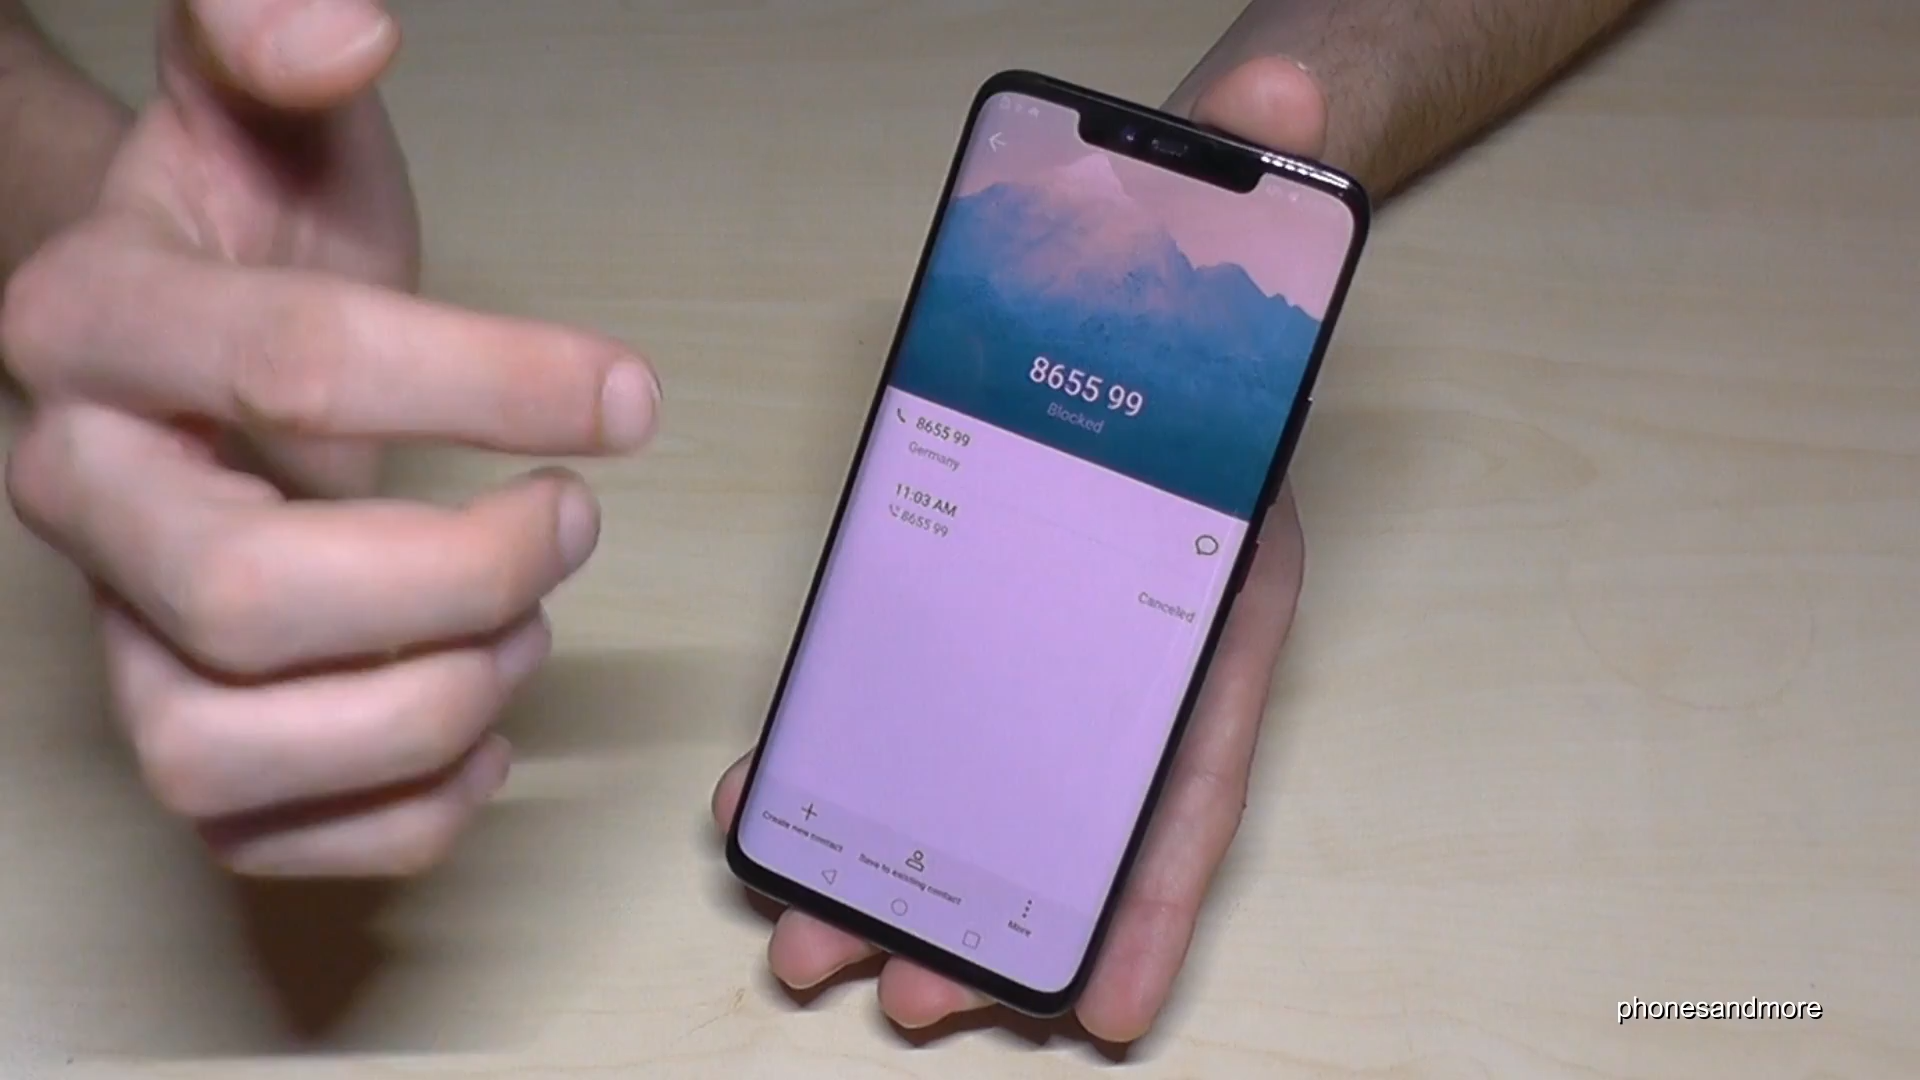 8655 99
Blocked
8655 99
Germany
11:03 AM
8655 99
Canceled
Create new contact
Save to existing contact
More
phonesandmore